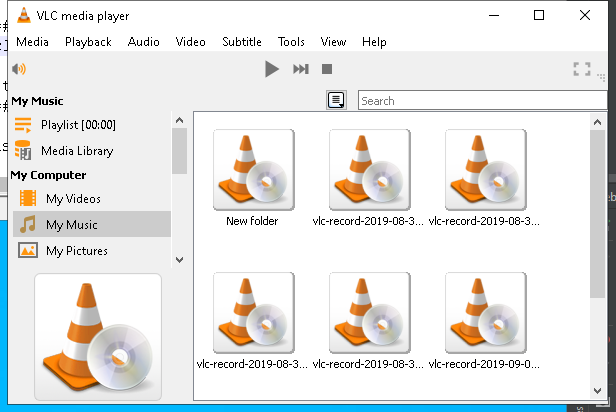 VLC media player
Media Playback Audio Video Subtitle Tools View Help
My Music
Search
Playlist [00:00]
Media Library
My Computer
My Videos
My Music
My Pictures
New folder
vlc-record-2019-08-3...
vlc-record-2019-08-3...
vlc-record-2019-08-3...
vlc-record-2019-08-3...
vlc-record-2019-09-0...